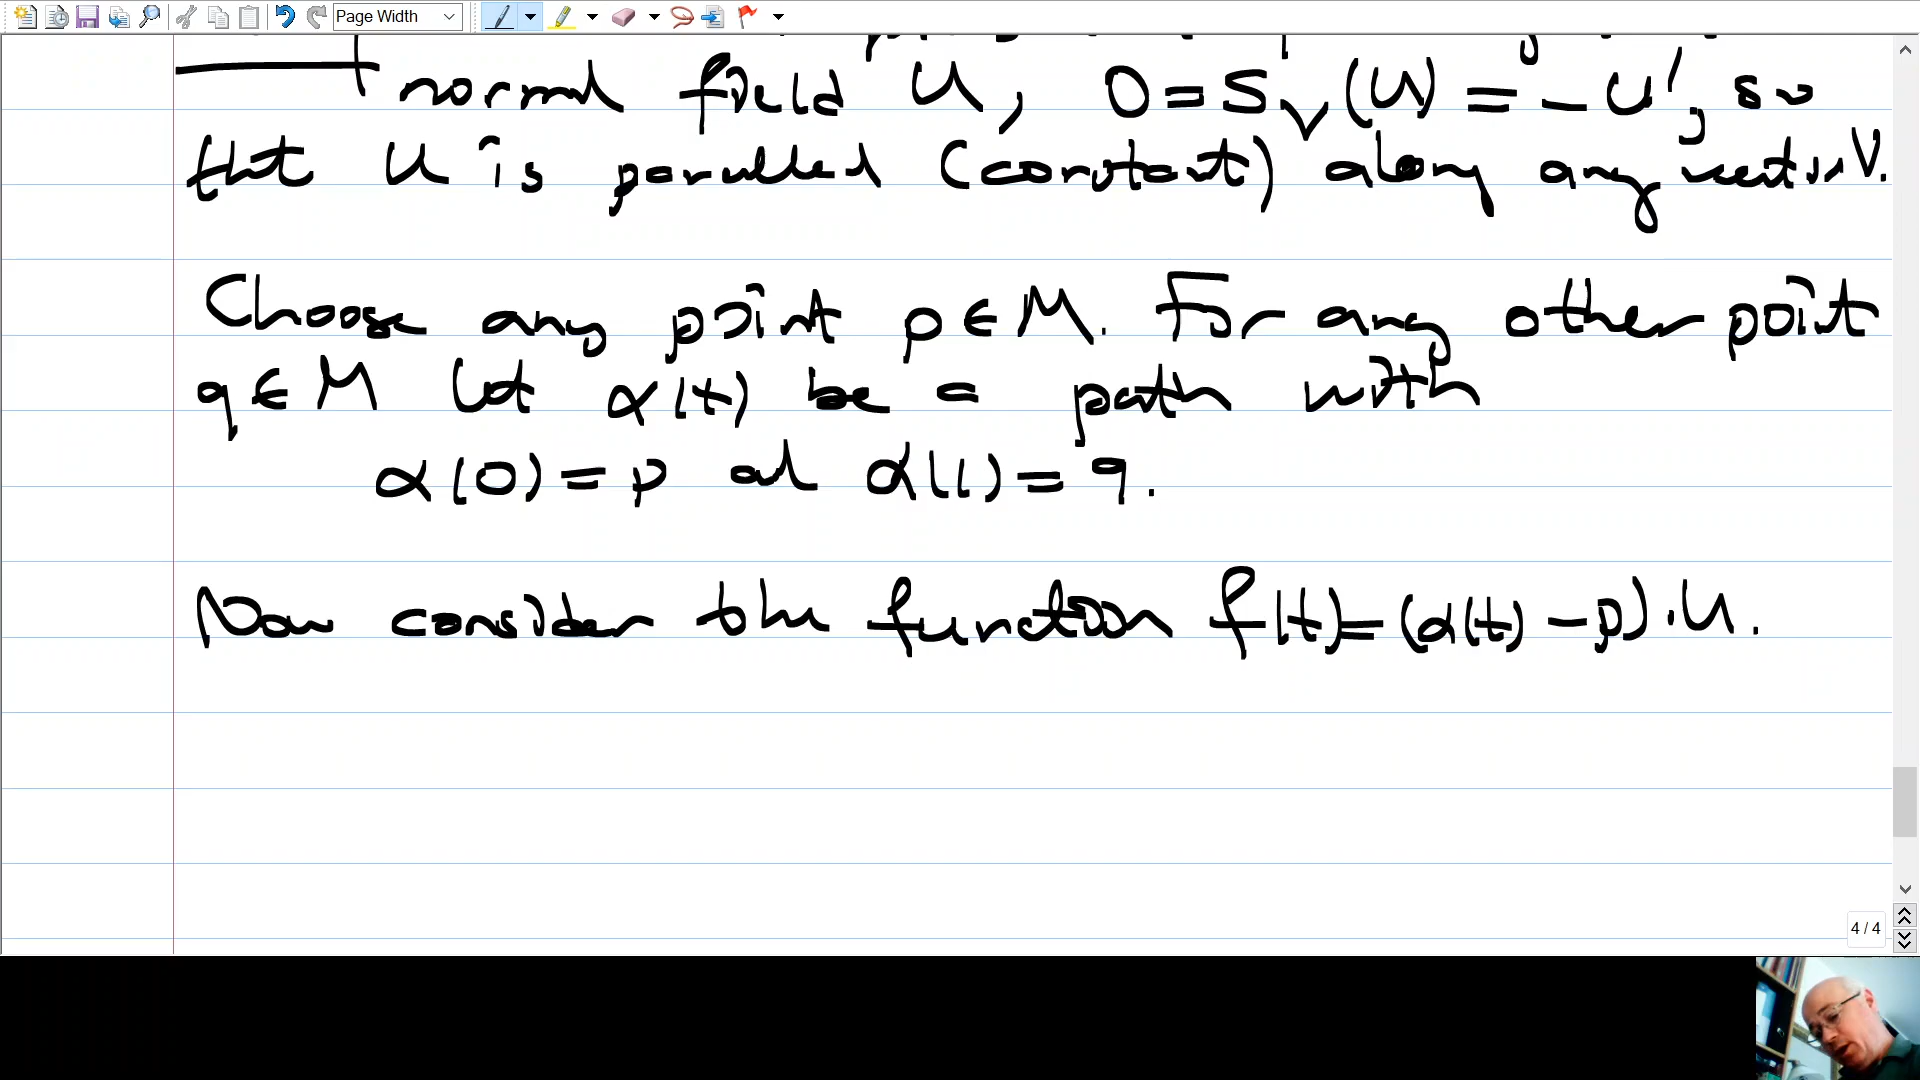 Page Width
normal field U, 0 = S_V(U) = -U', so
that U is parallel (constant) along any vector V.
Choose any point p ∈ M. For any other point
q ∈ M let α(t) be a path with
α(0) = p and α(1) = q.
Now consider the function f(t) = (α(t) - p) · U.
4 / 4